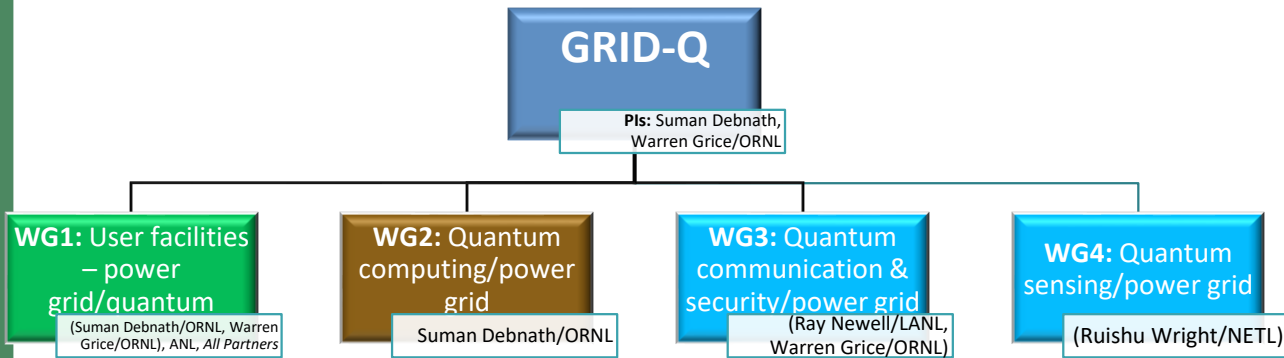 GRID-Q
PIs: Suman Debnath,
Warren Grice/ORNL
WG1: User facilities
– power
grid/quantum
(Suman Debnath/ORNL, Warren
Grice/ORNL), ANL, All Partners
WG2: Quantum
computing/power
grid
Suman Debnath/ORNL
WG3: Quantum
communication &
security/power grid
(Ray Newell/LANL,
Warren Grice/ORNL)
WG4: Quantum
sensing/power grid
(Ruishu Wright/NETL)